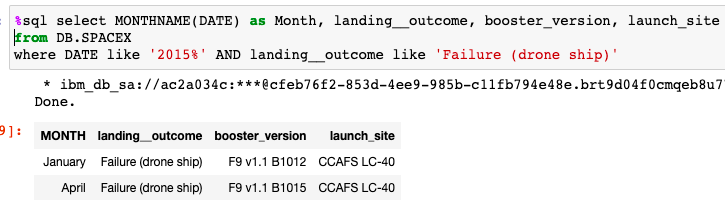 %sql select MONTHNAME(DATE) as Month, landing__outcome, booster_version, launch_site
from DB.SPACEX
where DATE like '2015%' AND landing__outcome like 'Failure (drone ship)'
* ibm_db_sa://ac2a034c:***@cfeb76f2-853d-4ee9-985b-c11fb794e48e.brt9d04f0cmqeb8u7
Done.
9]:
MONTH landing__outcome booster_version launch_site
January Failure (drone ship) F9 v1.1 B1012 CCAFS LC-40
April Failure (drone ship) F9 v1.1 B1015 CCAFS LC-40